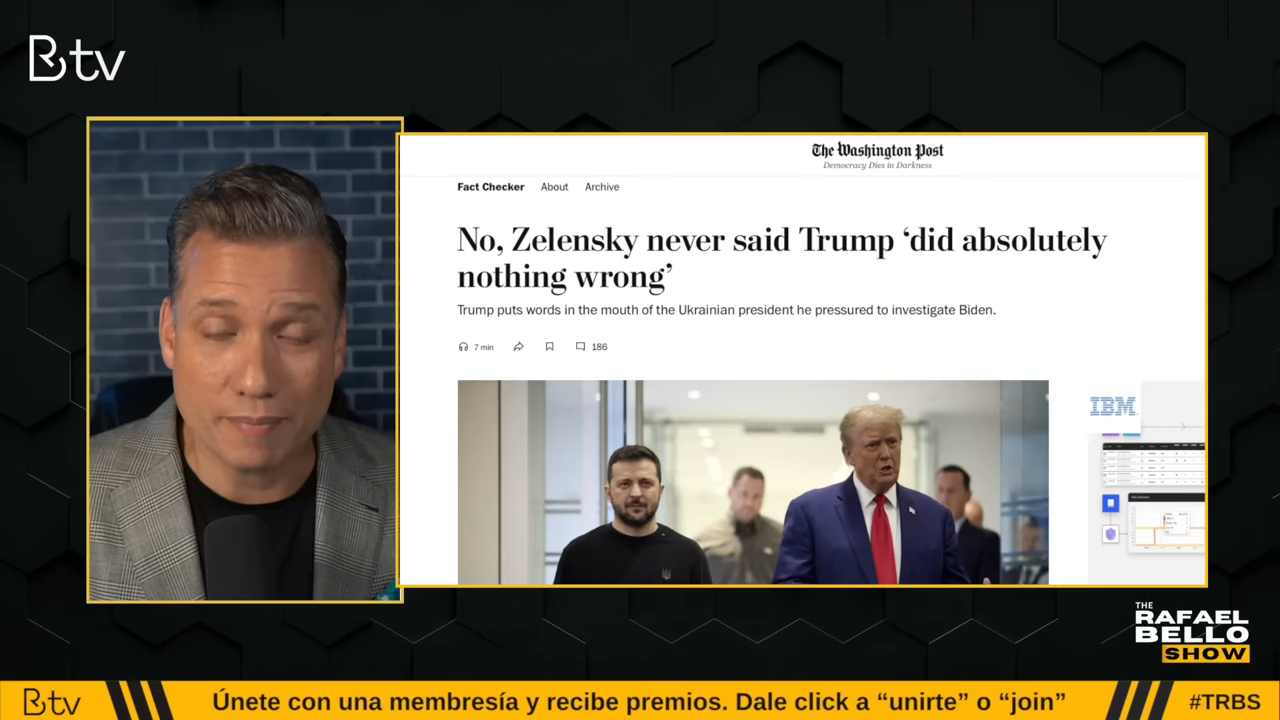 Btv
The Washington Post
Democracy Dies in Darkness
Fact Checker About Archive
No, Zelensky never said Trump ‘did absolutely
nothing wrong’
Trump puts words in the mouth of the Ukrainian president he pressured to investigate Biden.
7 min 186
IBM
THE
RAFAEL
BELLO
SHOW
Btv
Únete con una membresía y recibe premios. Dale click a “unirte” o “join”
#TRBS